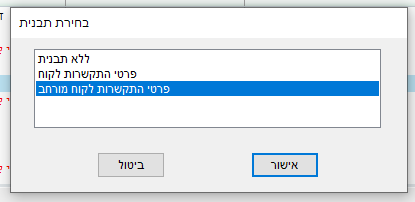 בחירת תבנית
ללא תבנית
פרטי התקשרות לקוח
פרטי התקשרות לקוח מורחב
אישור
ביטול